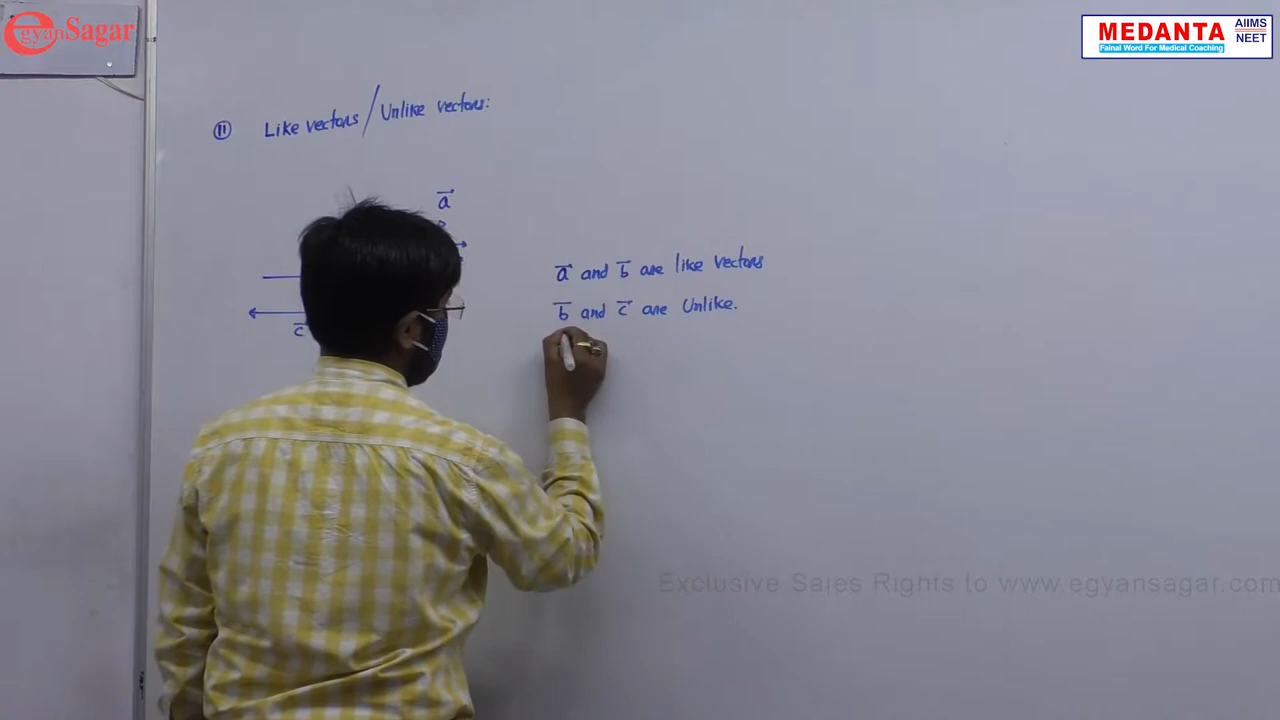 egyanSagar
MEDANTA AIIMS NEET
Fainal Word For Medical Coaching
⑪ Like vectors / Unlike vectors:
a⃗
a⃗ and b⃗ are like vectors
b⃗ and c⃗ are Unlike.
c⃗
Exclusive Sales Rights to www.egyansagar.com